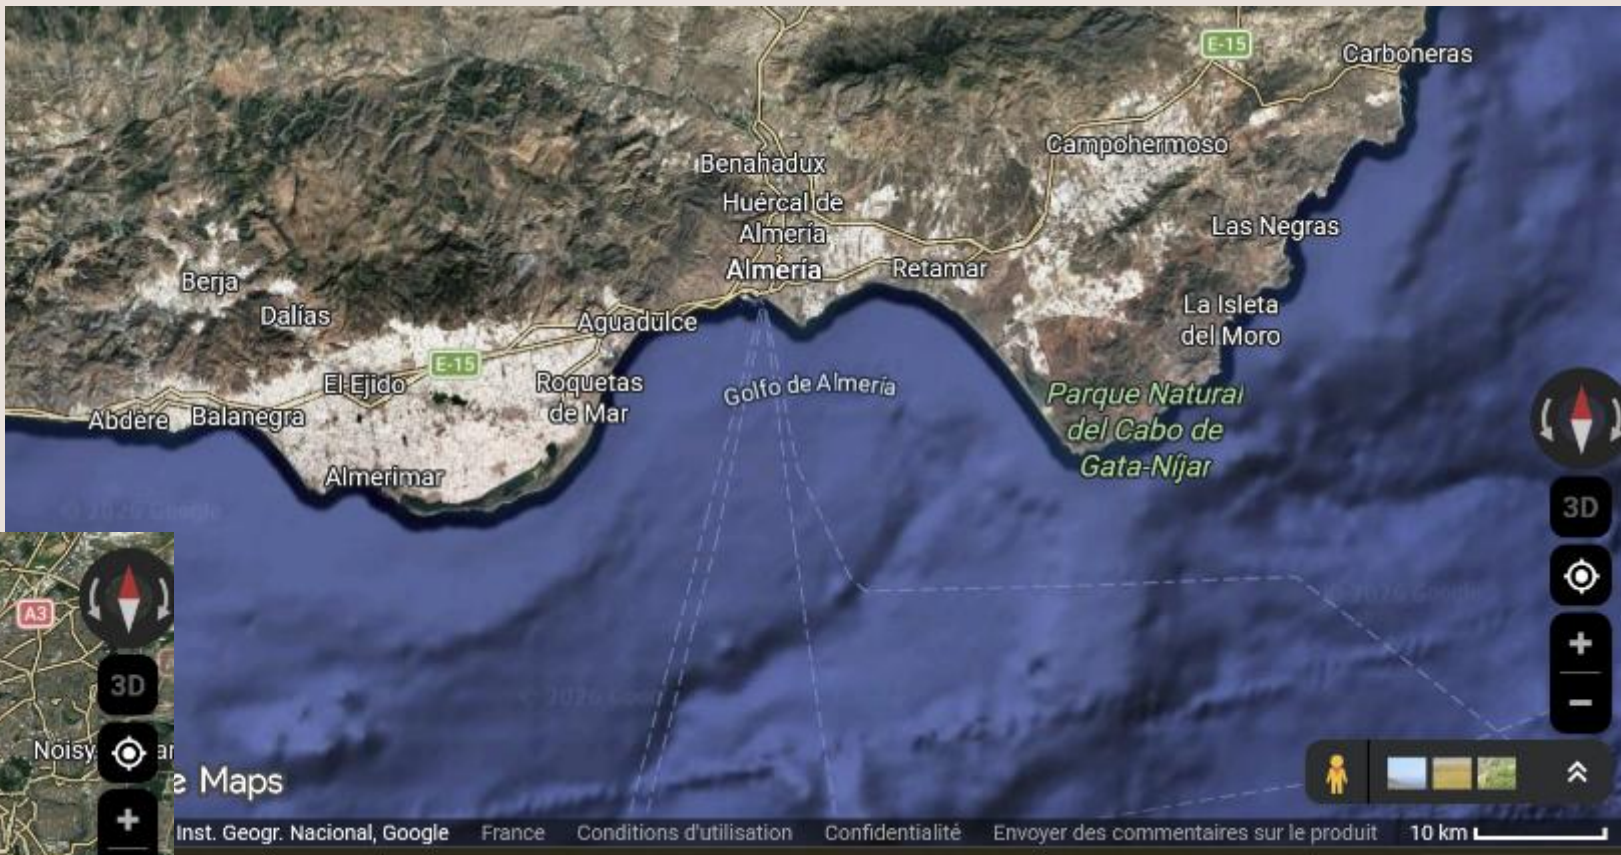 E-15
Carboneras
Campohermoso
Benahadux
Huércal de
Almería
Las Negras
Almería
Retamar
Berja
Dalías
La Isleta
del Moro
Aguadulce
E-15
El Ejido
Roquetas
de Mar
Golfo de Almería
Parque Natural
del Cabo de
Gata-Níjar
Abdère
Balanegra
Almerimar
3D
© 2026 Google
A3
3D
Noisy
e Maps
Inst. Geogr. Nacional, Google France Conditions d'utilisation Confidentialité Envoyer des commentaires sur le produit 10 km